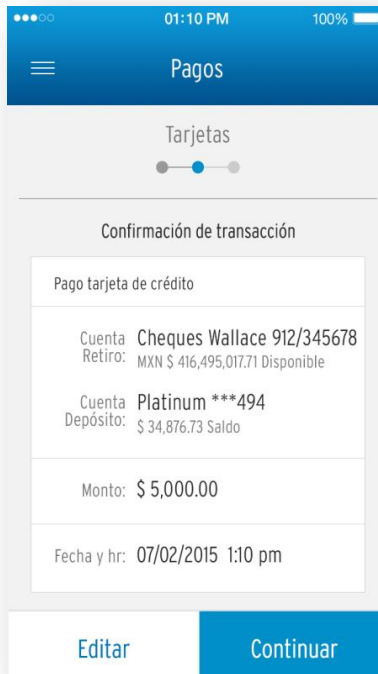 01:10 PM 100%
Pagos
Tarjetas
Confirmación de transacción
Pago tarjeta de crédito
Cuenta Retiro: Cheques Wallace 912/345678
MXN $ 416,495,017.71 Disponible
Cuenta Depósito: Platinum ***494
$ 34,876.73 Saldo
Monto: $ 5,000.00
Fecha y hr: 07/02/2015 1:10 pm
Editar Continuar